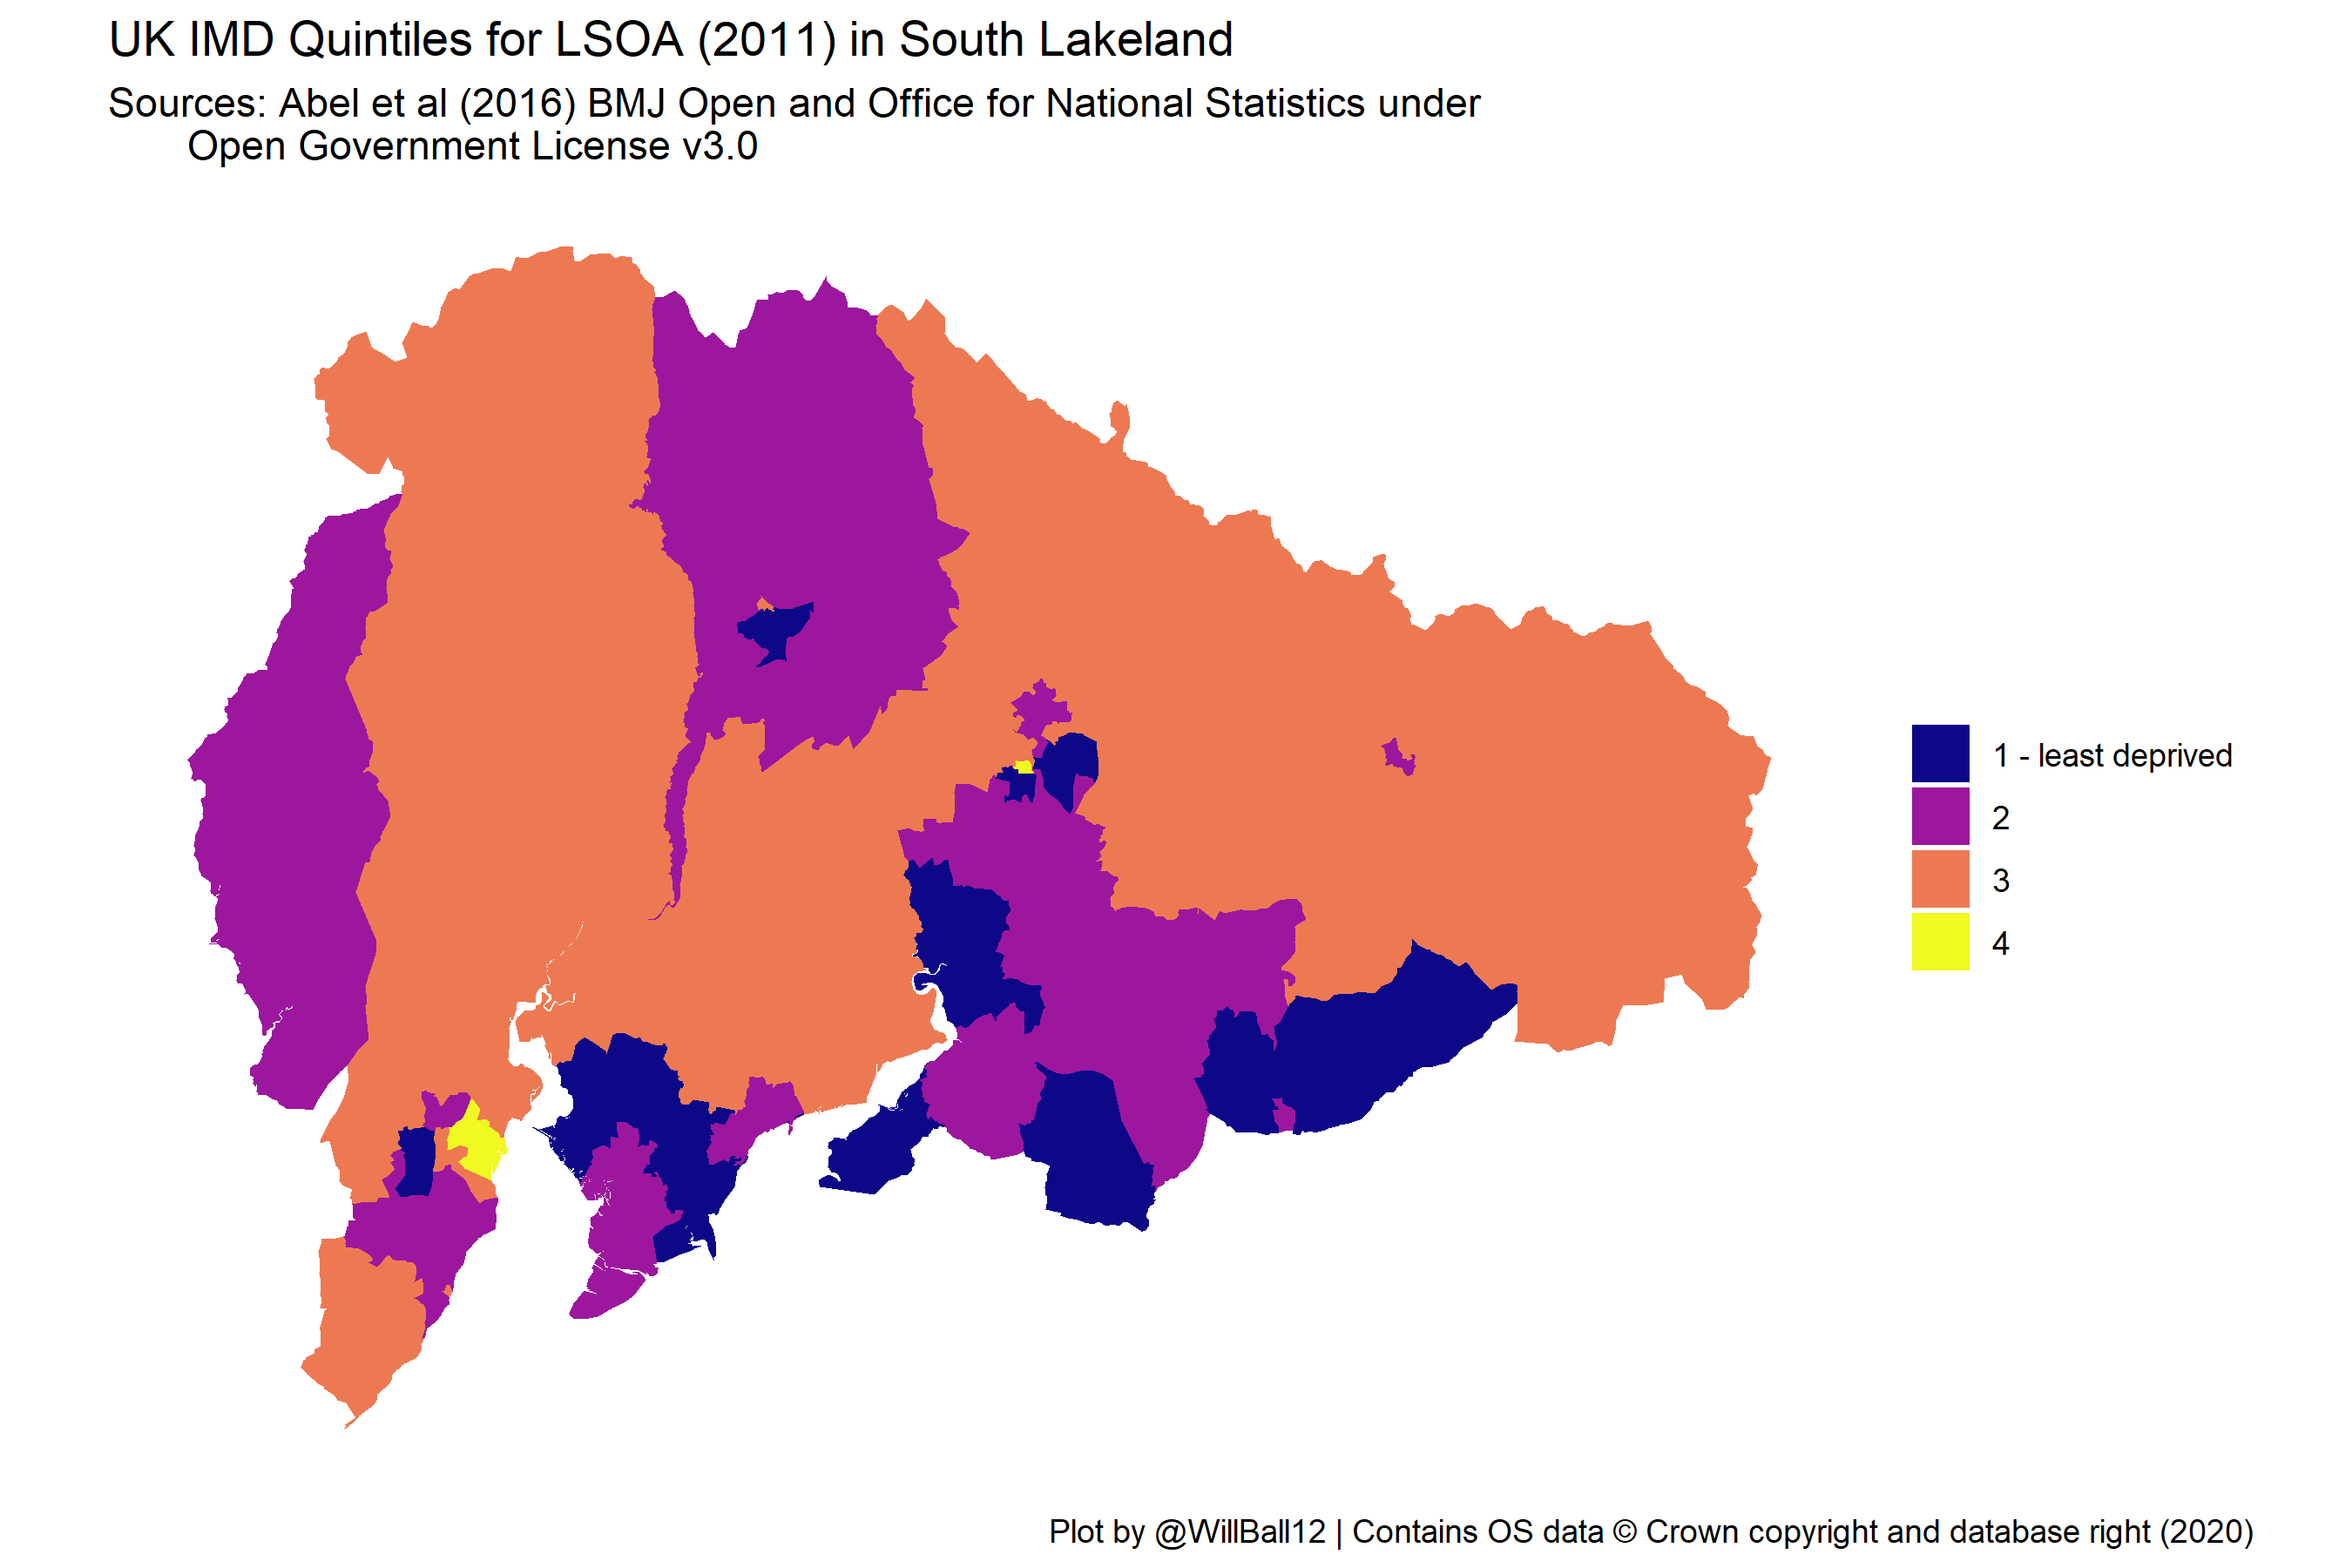 UK IMD Quintiles for LSOA (2011) in South Lakeland
Sources: Abel et al (2016) BMJ Open and Office for National Statistics under
Open Government License v3.0
1 - least deprived
2
3
4
Plot by @WillBall12 | Contains OS data © Crown copyright and database right (2020)